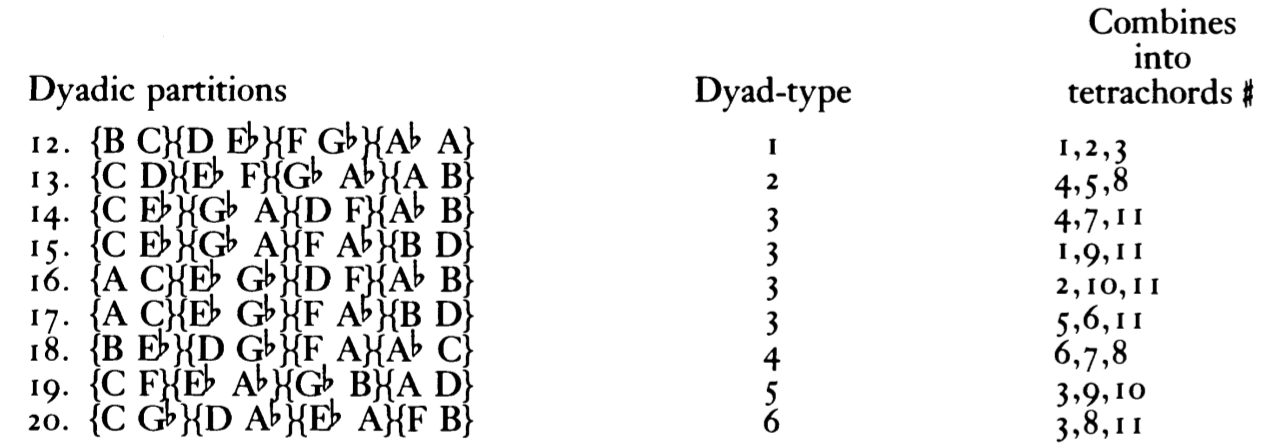 Combines
into
Dyadic partitions Dyad-type tetrachords #
12. {B C}{D E♭}{F G♭}{A♭ A} 1 1,2,3
13. {C D}{E♭ F}{G♭ A♭}{A B} 2 4,5,8
14. {C E♭}{G♭ A}{D F}{A♭ B} 3 4,7,11
15. {C E♭}{G♭ A}{F A♭}{B D} 3 1,9,11
16. {A C}{E♭ G♭}{D F}{A♭ B} 3 2,10,11
17. {A C}{E♭ G♭}{F A♭}{B D} 3 5,6,11
18. {B E♭}{D G♭}{F A}{A♭ C} 4 6,7,8
19. {C F}{E♭ A♭}{G♭ B}{A D} 5 3,9,10
20. {C G♭}{D A♭}{E♭ A}{F B} 6 3,8,11